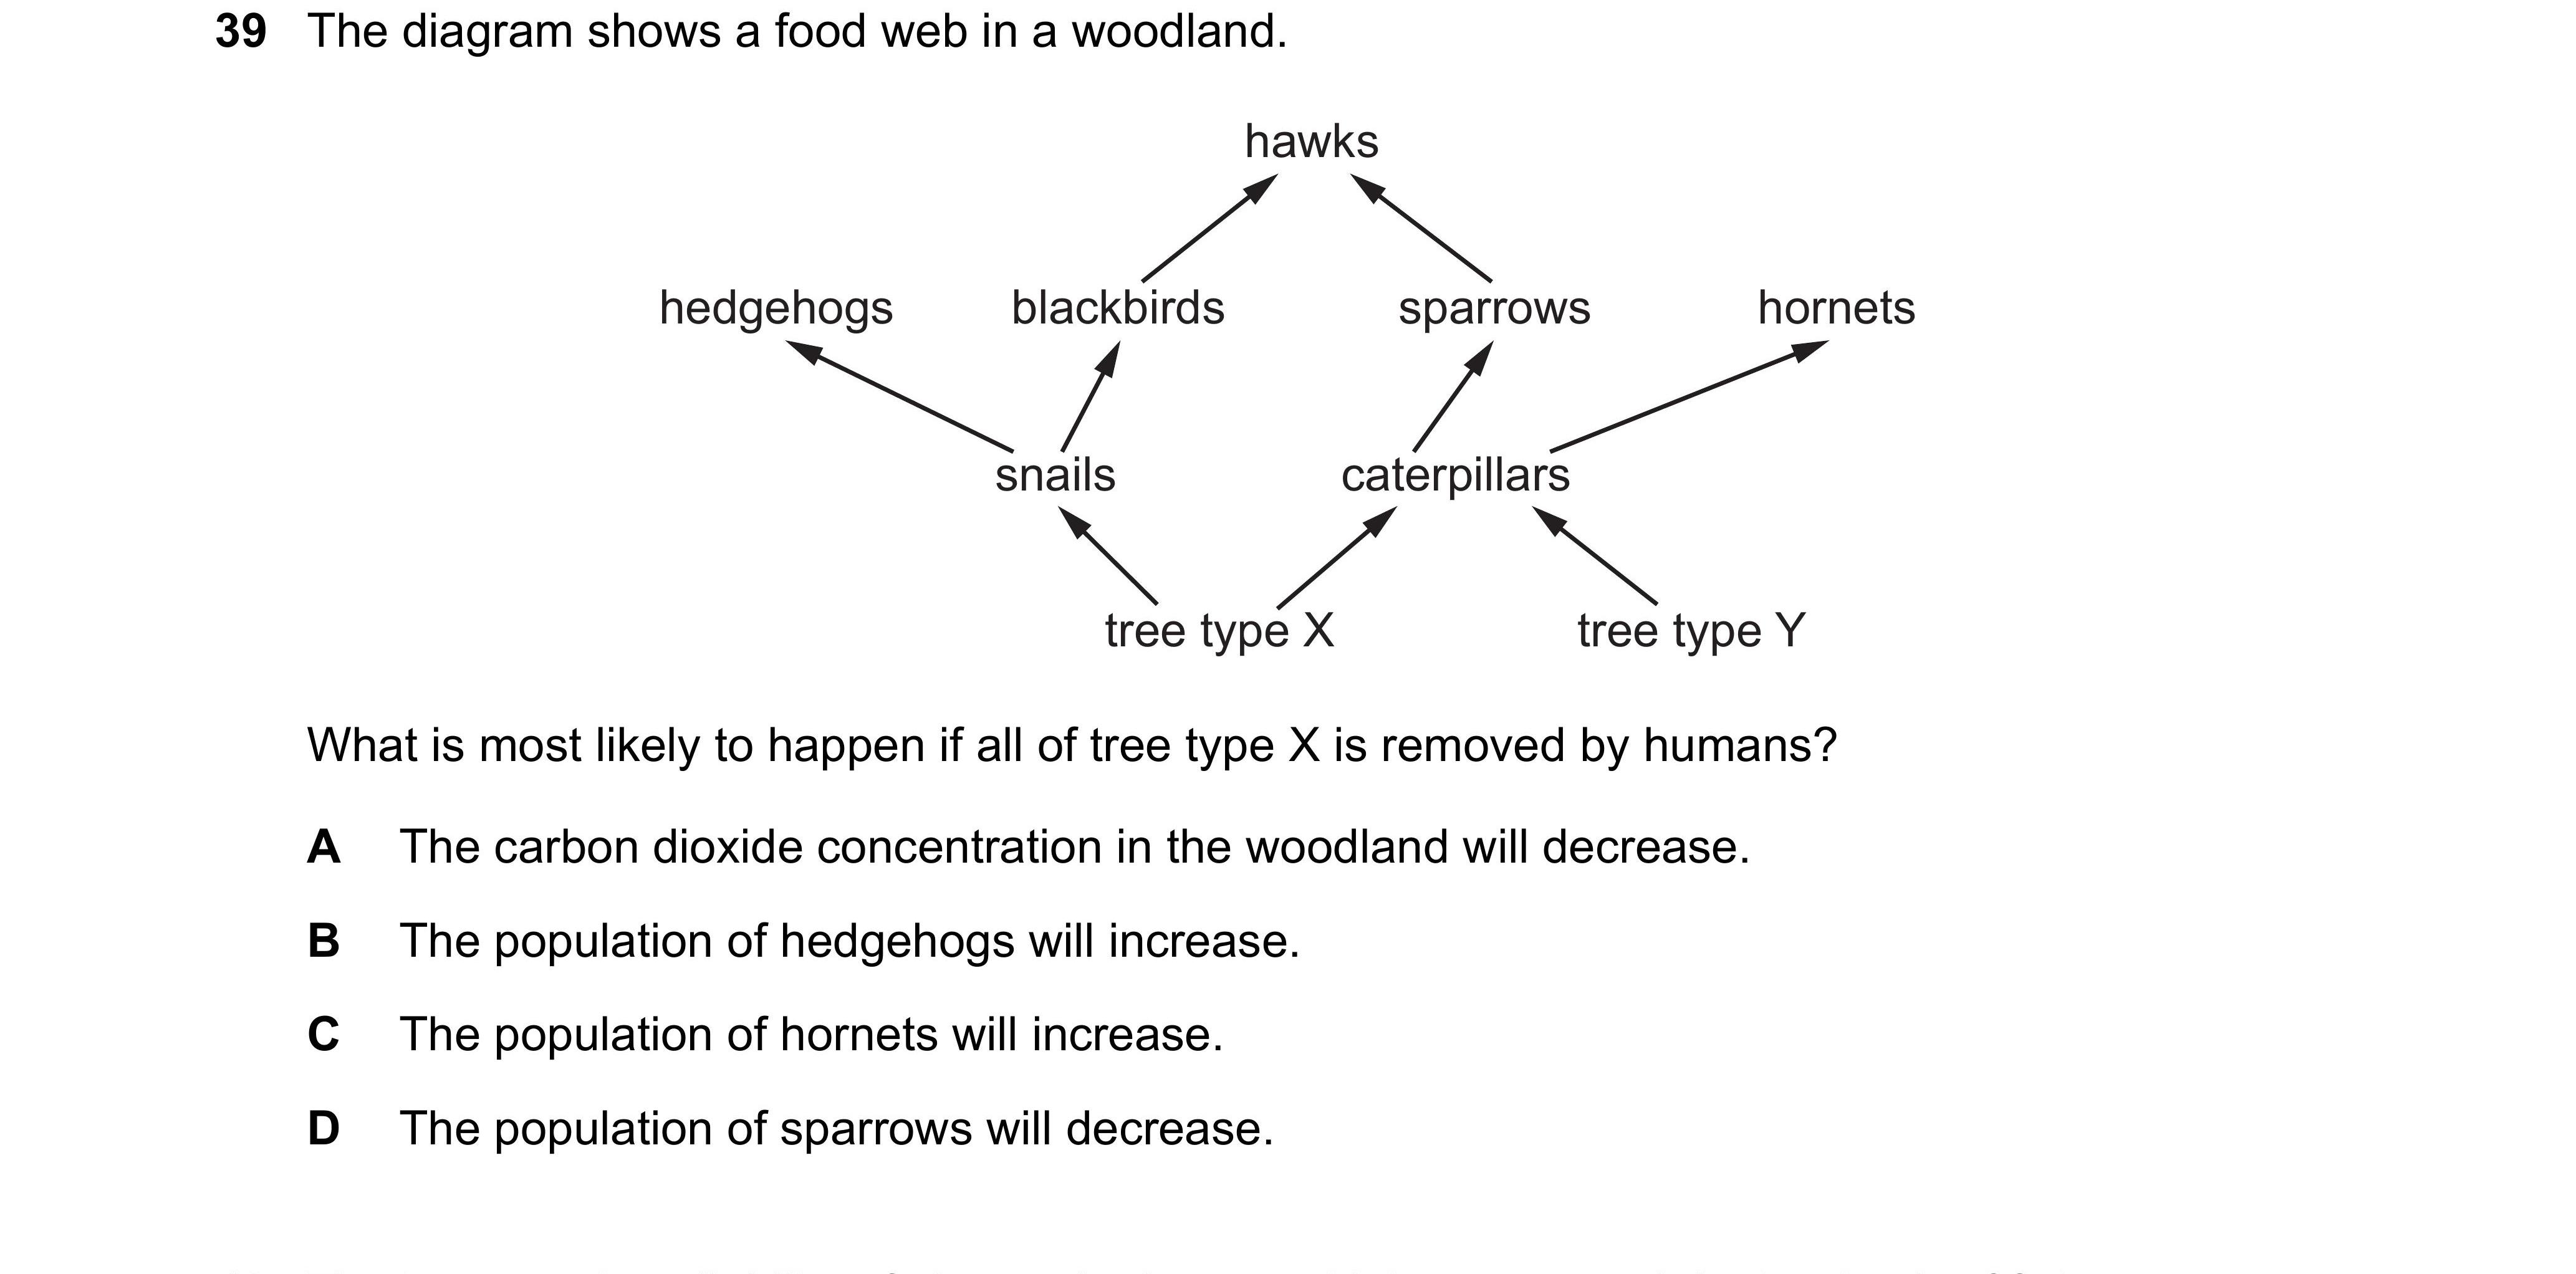 39 The diagram shows a food web in a woodland.
hawks
hedgehogs blackbirds sparrows hornets
snails caterpillars
tree type X tree type Y
What is most likely to happen if all of tree type X is removed by humans?
A The carbon dioxide concentration in the woodland will decrease.
B The population of hedgehogs will increase.
C The population of hornets will increase.
D The population of sparrows will decrease.